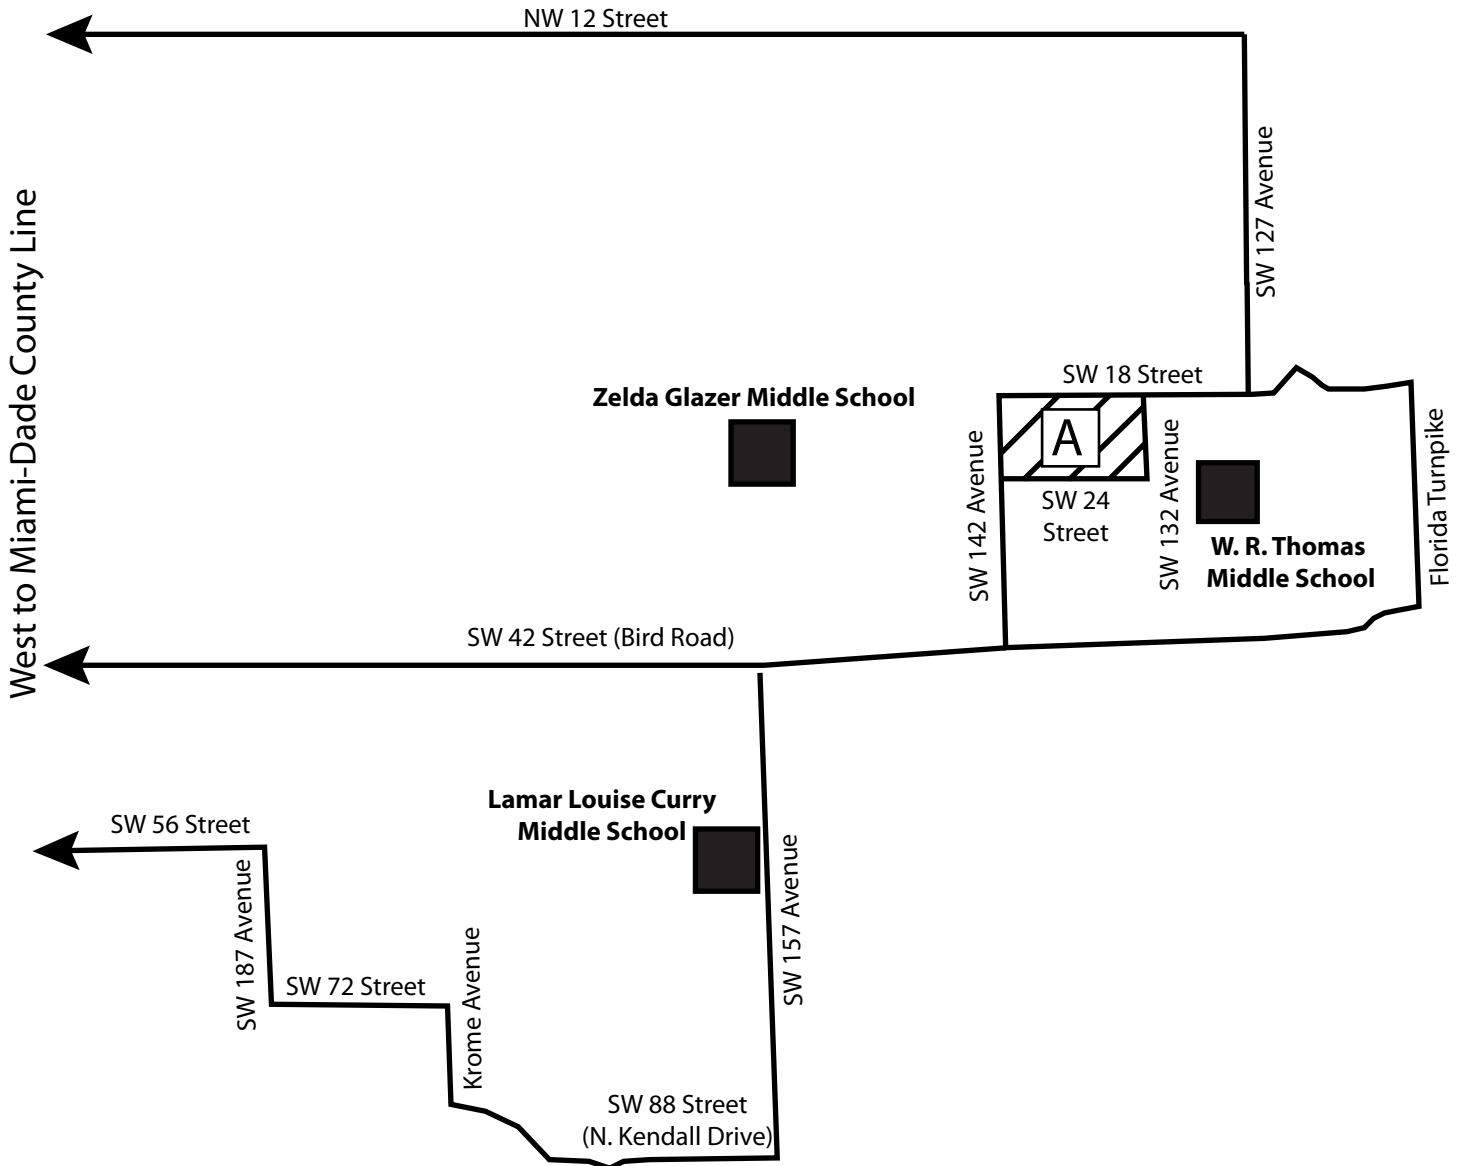 NW 12 Street
SW 127 Avenue
West to Miami-Dade County Line
SW 18 Street
Zelda Glazer Middle School
A
SW 142 Avenue
SW 24
Street
SW 132 Avenue
Florida Turnpike
W. R. Thomas
Middle School
SW 42 Street (Bird Road)
Lamar Louise Curry
Middle School
SW 56 Street
SW 187 Avenue
SW 157 Avenue
SW 72 Street
Krome Avenue
SW 88 Street
(N. Kendall Drive)